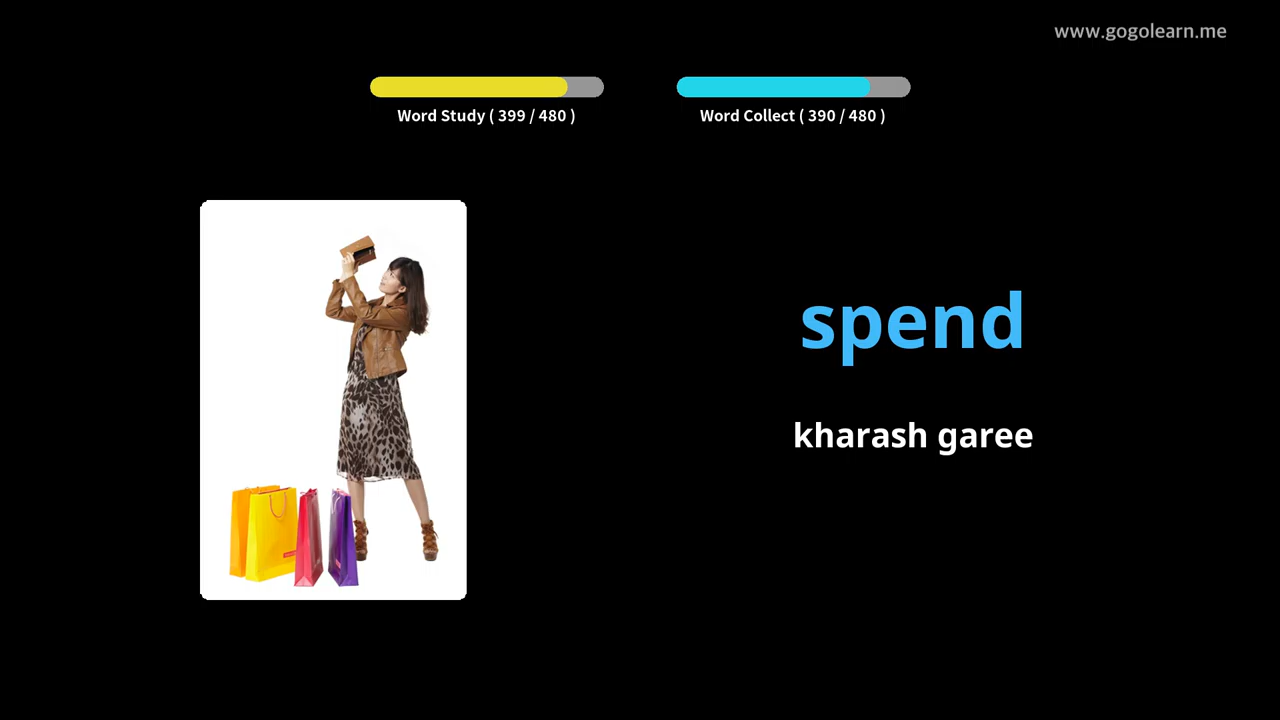 www.gogolearn.me
Word Study ( 399 / 480 )
Word Collect ( 390 / 480 )
spend
kharash garee